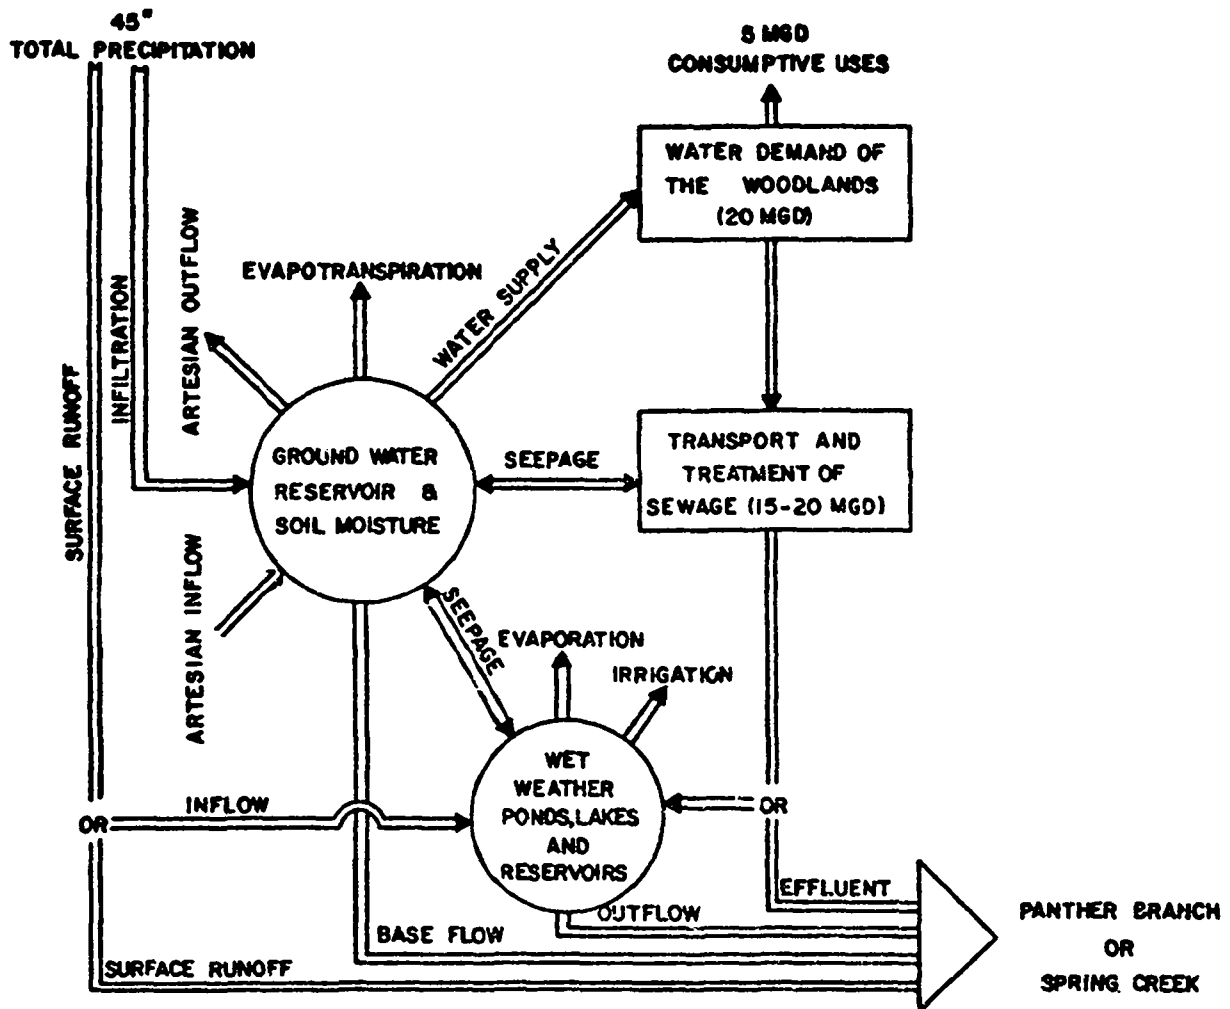 45"
TOTAL PRECIPITATION
5 MGD
CONSUMPTIVE USES
WATER DEMAND OF
THE WOODLANDS
(20 MGD)
EVAPOTRANSPIRATION
WATER SUPPLY
ARTESIAN OUTFLOW
INFILTRATION
SURFACE RUNOFF
GROUND WATER
RESERVOIR &
SOIL MOISTURE
SEEPAGE
TRANSPORT AND
TREATMENT OF
SEWAGE (15-20 MGD)
ARTESIAN INFLOW
SEEPAGE
EVAPORATION
IRRIGATION
WET
WEATHER
PONDS, LAKES
AND
RESERVOIRS
INFLOW
OR
OR
EFFLUENT
OUTFLOW
BASE FLOW
SURFACE RUNOFF
PANTHER BRANCH
OR
SPRING CREEK